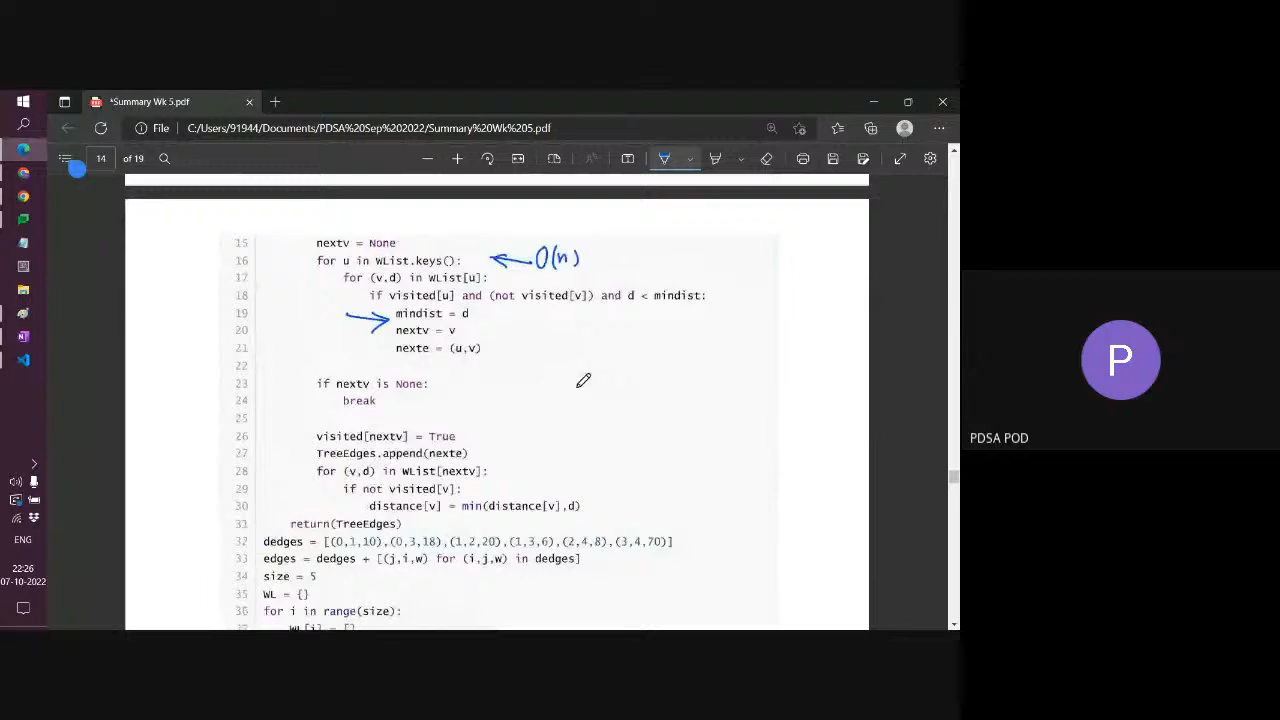 *Summary Wk 5.pdf
File C:/Users/91944/Documents/PDSA%20Sep%202022/Summary%20Wk%205.pdf
14 of 19
15 nextv = None
16 for u in WList.keys(): O(n)
17 for (v,d) in WList[u]:
18 if visited[u] and (not visited[v]) and d < mindist:
19 mindist = d
20 nextv = v
21 nexte = (u,v)
22
23 if nextv is None:
24 break
25
26 visited[nextv] = True
27 TreeEdges.append(nexte)
28 for (v,d) in WList[nextv]:
29 if not visited[v]:
30 distance[v] = min(distance[v],d)
31 return(TreeEdges)
32 dedges = [(0,1,10),(0,3,18),(1,2,20),(1,3,6),(2,4,8),(3,4,70)]
33 edges = dedges + [(j,i,w) for (i,j,w) in dedges]
34 size = 5
35 WL = {}
36 for i in range(size):
37 WL[i] = []
ENG
22:26
07-10-2022
P
PDSA POD